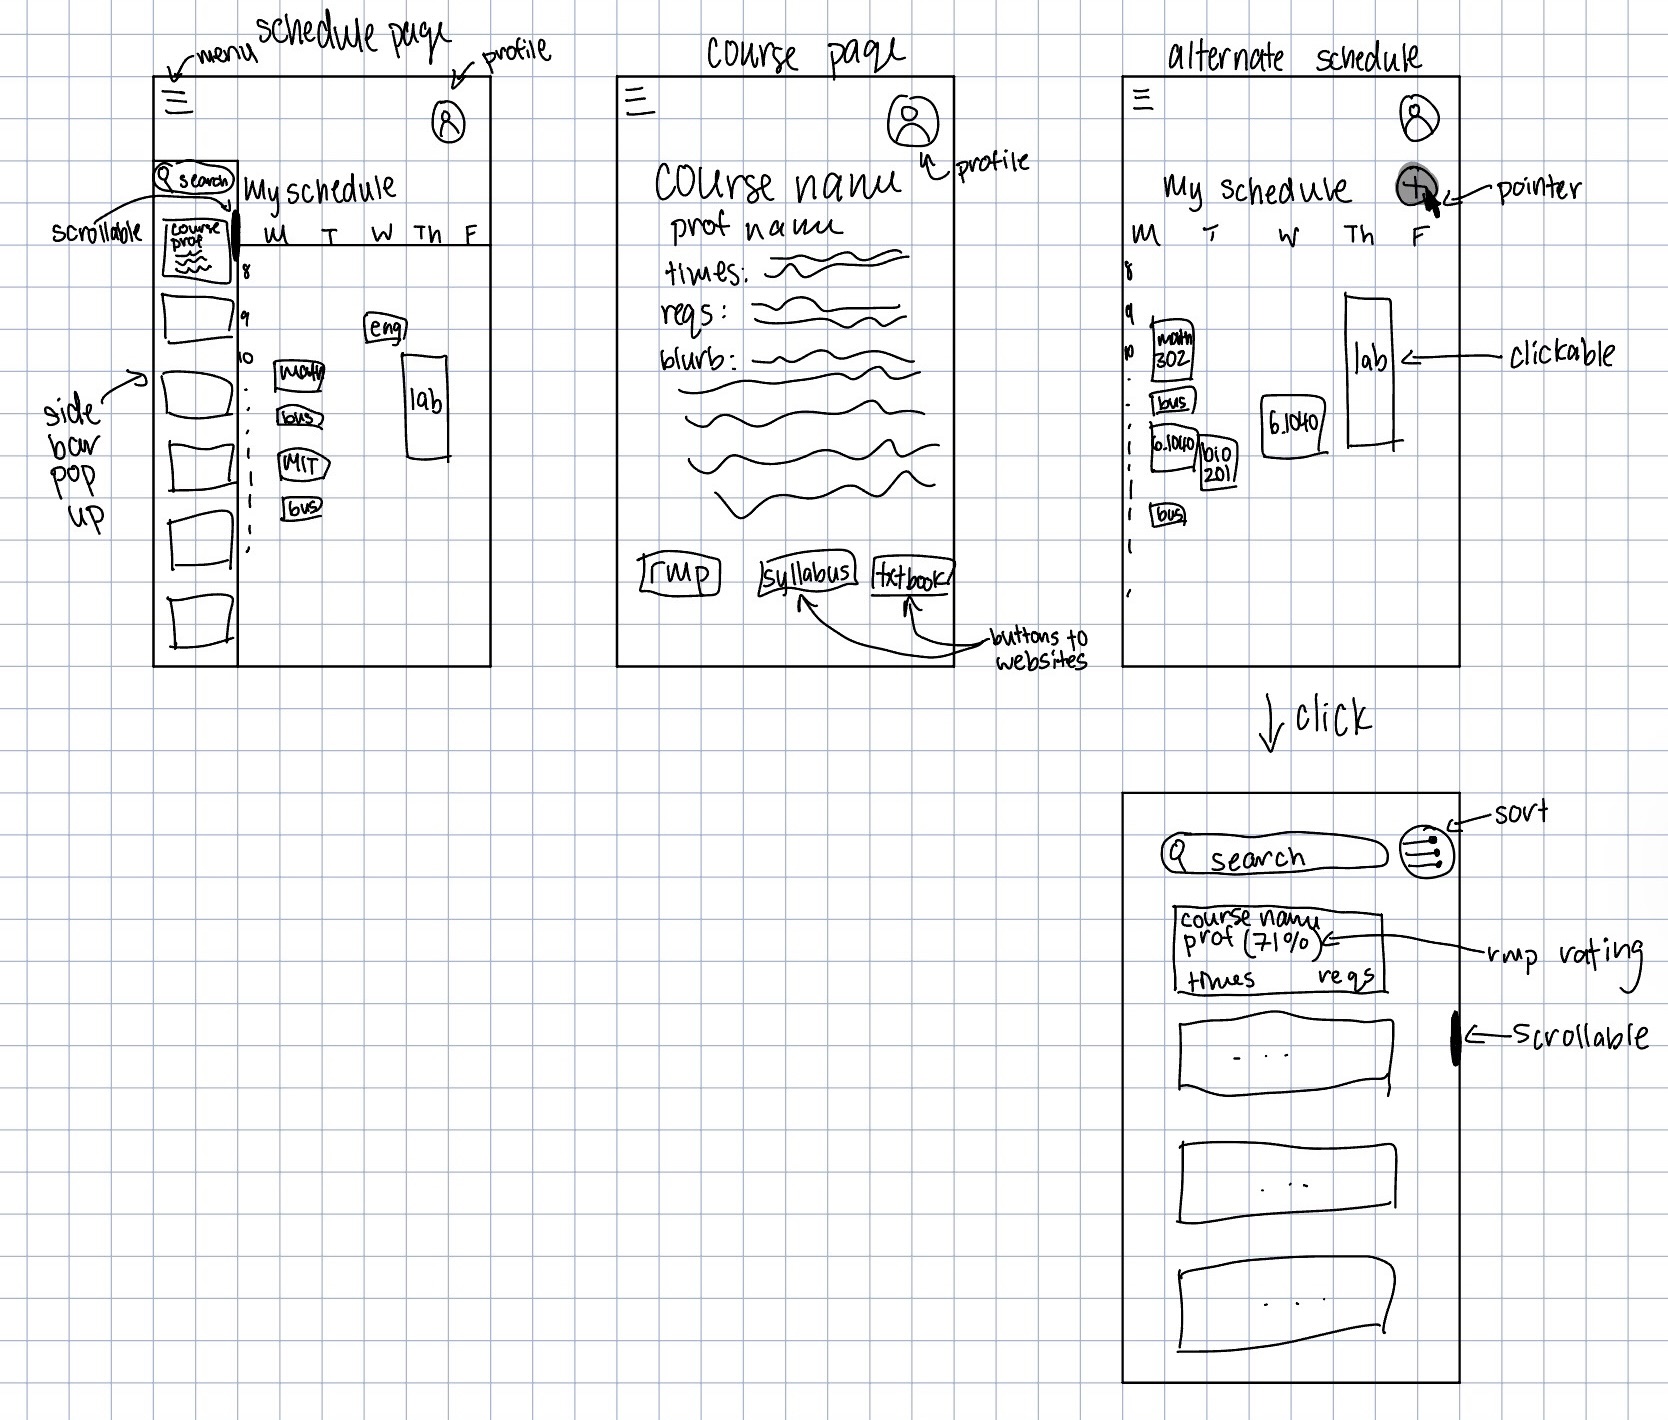 schedule page
menu
profile
search
My schedule
scrollable
course
prof
M T W Th F
8
9
10
eng
math
bus
lab
MIT
bus
side
bar
pop
up
course page
profile
course name
prof name
times:
reqs:
blurb:
rmp
syllabus
txtbook
buttons to
websites
alternate schedule
My schedule
+
pointer
M T W Th F
8
9
10
math
302
lab
clickable
bus
6.1040
6.1040
bio
201
bus
click
sort
search
course name
prof (71%)
rmp rating
times reqs
scrollable
. . .
. . .
. . .